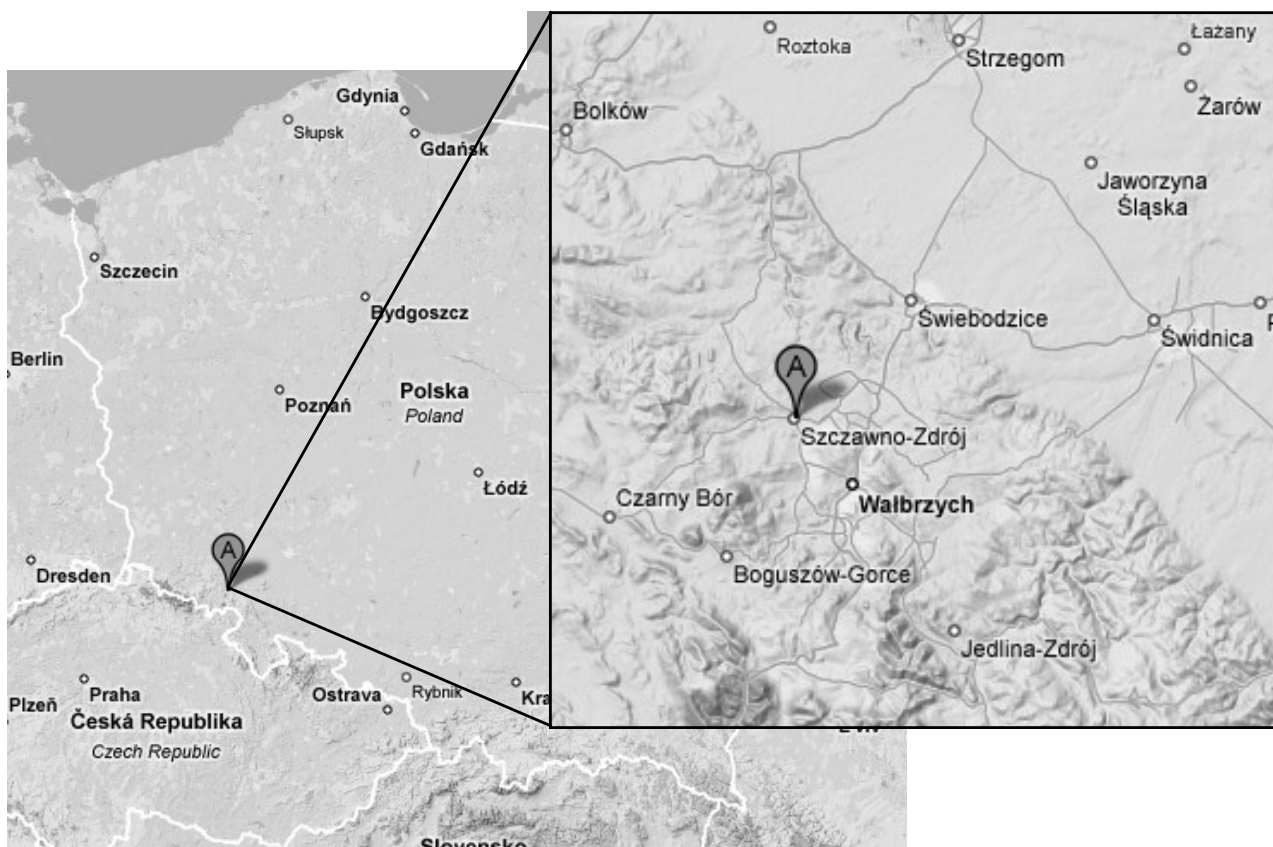 Gdynia
Słupsk
Gdańsk
Szczecin
Bydgoszcz
Berlin
Poznań
Polska
Poland
Łódź
A
Dresden
Praha
Plzeň
Česká Republika
Czech Republic
Ostrava
Rybnik
Kra
Slovensko
Roztoka
Strzegom
Łażany
Żarów
Bolków
Jaworzyna
Śląska
Świebodzice
Świdnica
A
Szczawno-Zdrój
Czarny Bór
Wałbrzych
Boguszów-Gorce
Jedlina-Zdrój